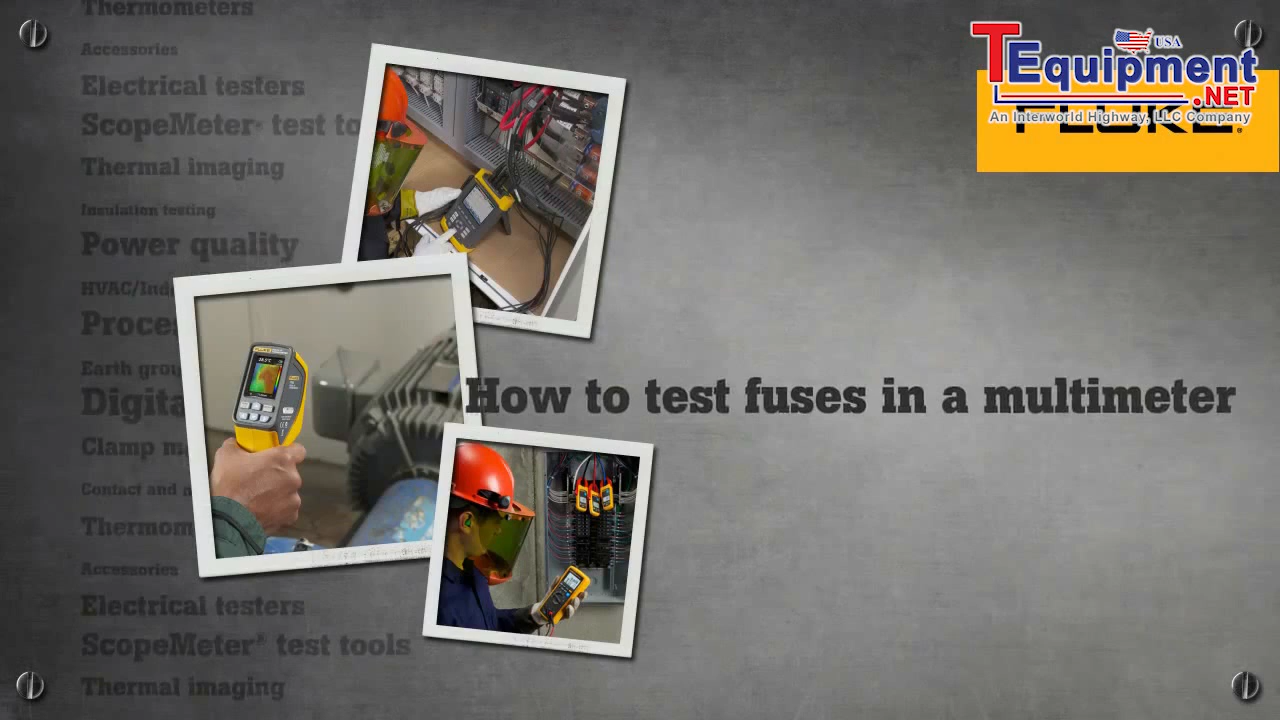 Thermometers
Accessories
Electrical testers
ScopeMeter® test to
Thermal imaging
Insulation testing
Power quality
HVAC/Ind
Proces
Earth grou
Digita
Clamp m
Contact and n
Thermom
Accessories
Electrical testers
ScopeMeter® test tools
Thermal imaging
TEquipment
USA
.NET
An Interworld Highway, LLC Company
FLUKE®
How to test fuses in a multimeter